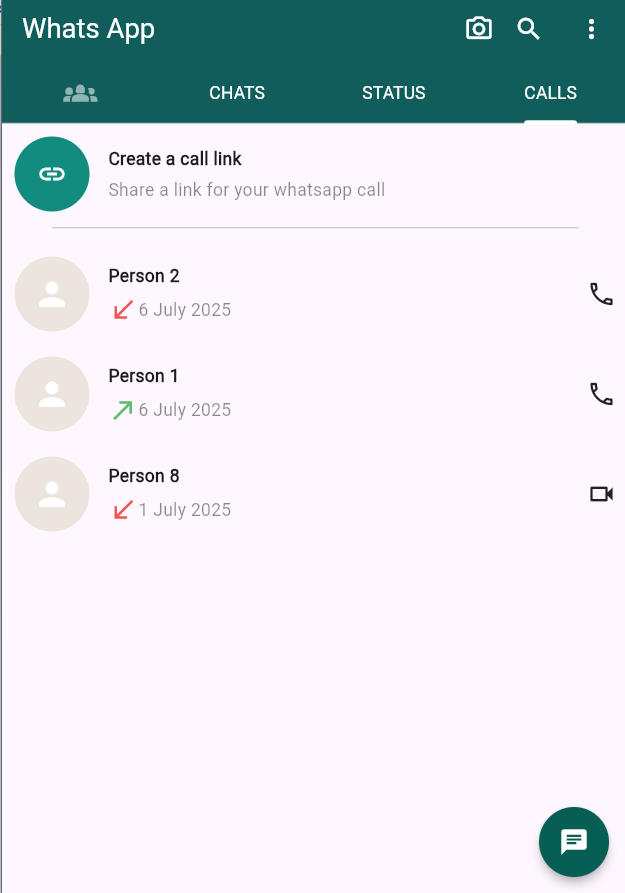 Whats App
CHATS STATUS CALLS
Create a call link
Share a link for your whatsapp call
Person 2
6 July 2025
Person 1
6 July 2025
Person 8
1 July 2025